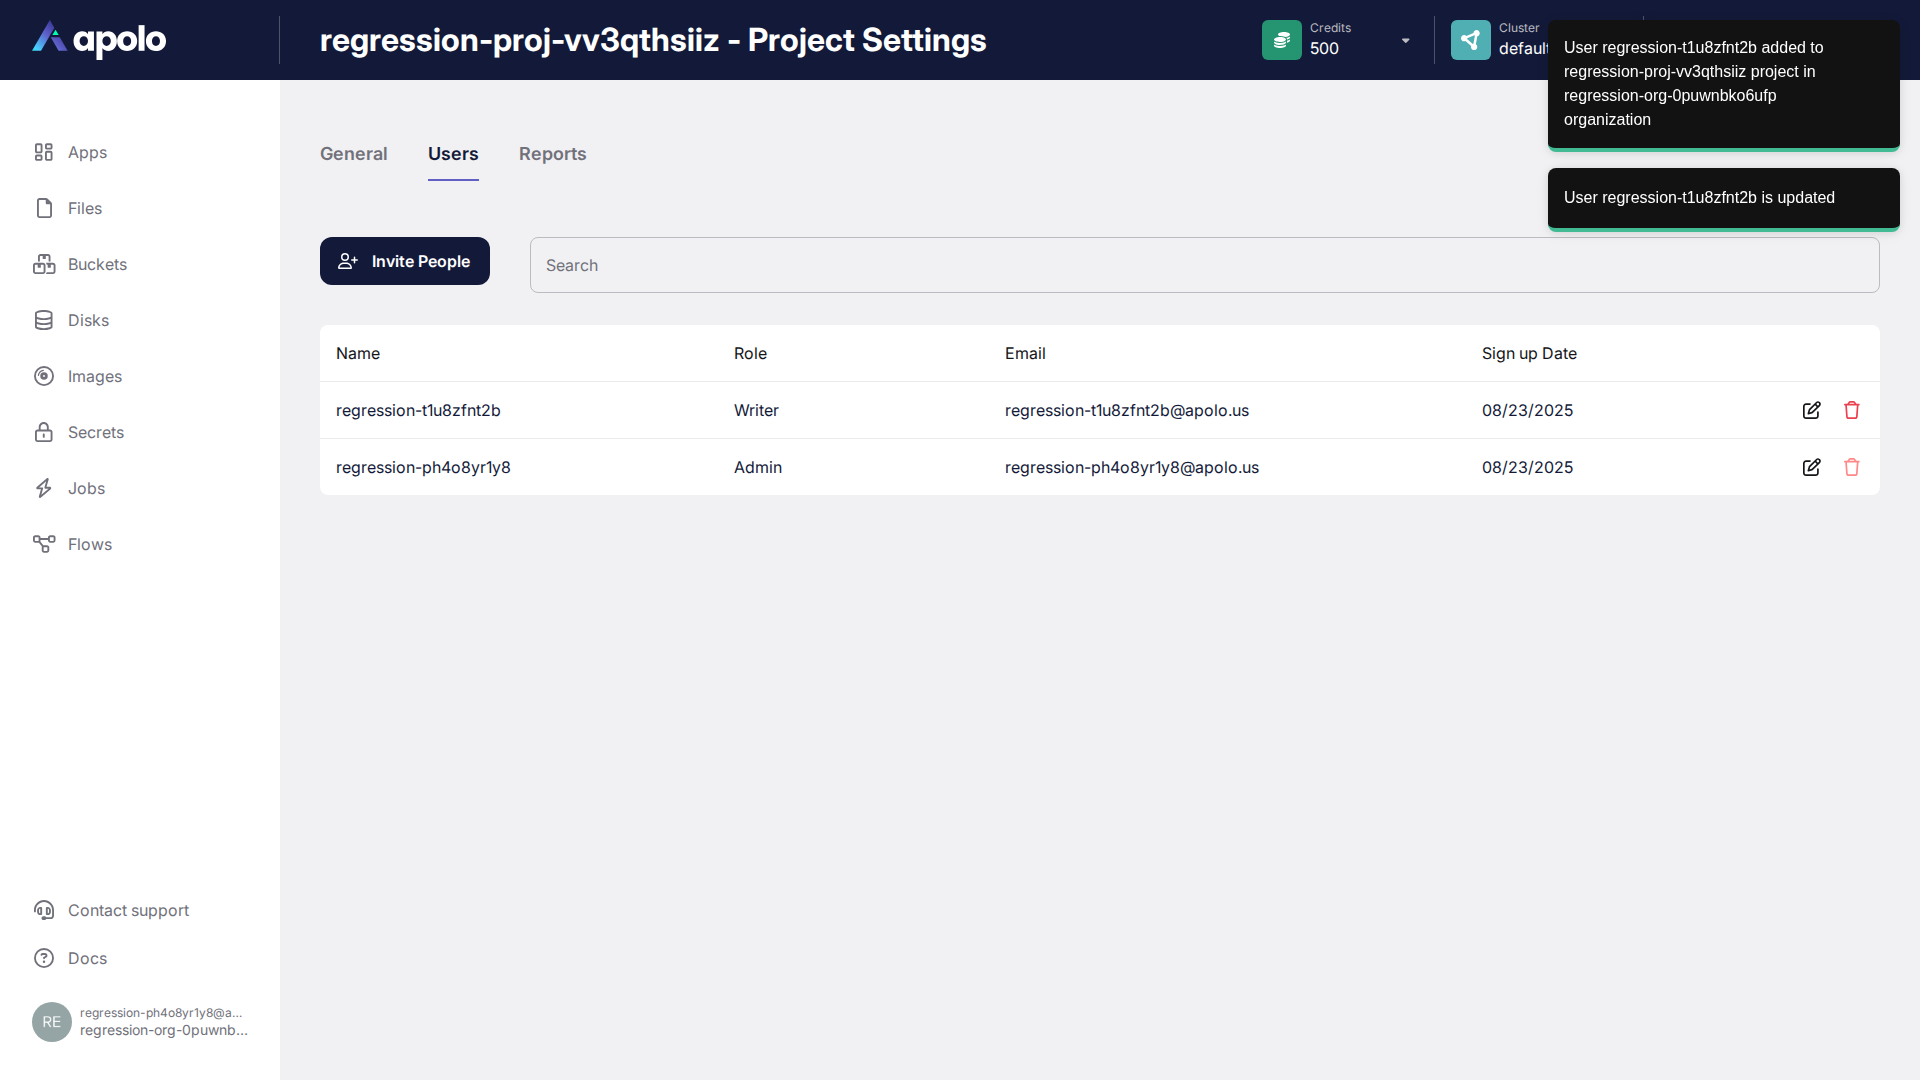 apolo
regression-proj-vv3qthsiiz - Project Settings
Credits
500
Cluster
default
User regression-t1u8zfnt2b added to
regression-proj-vv3qthsiiz project in
regression-org-0puwnbko6ufp
organization
User regression-t1u8zfnt2b is updated
Apps
Files
Buckets
Disks
Images
Secrets
Jobs
Flows
Contact support
Docs
RE
regression-ph4o8yr1y8@a...
regression-org-0puwnb...
General Users Reports
Invite People
Search
Name Role Email Sign up Date
regression-t1u8zfnt2b Writer regression-t1u8zfnt2b@apolo.us 08/23/2025
regression-ph4o8yr1y8 Admin regression-ph4o8yr1y8@apolo.us 08/23/2025